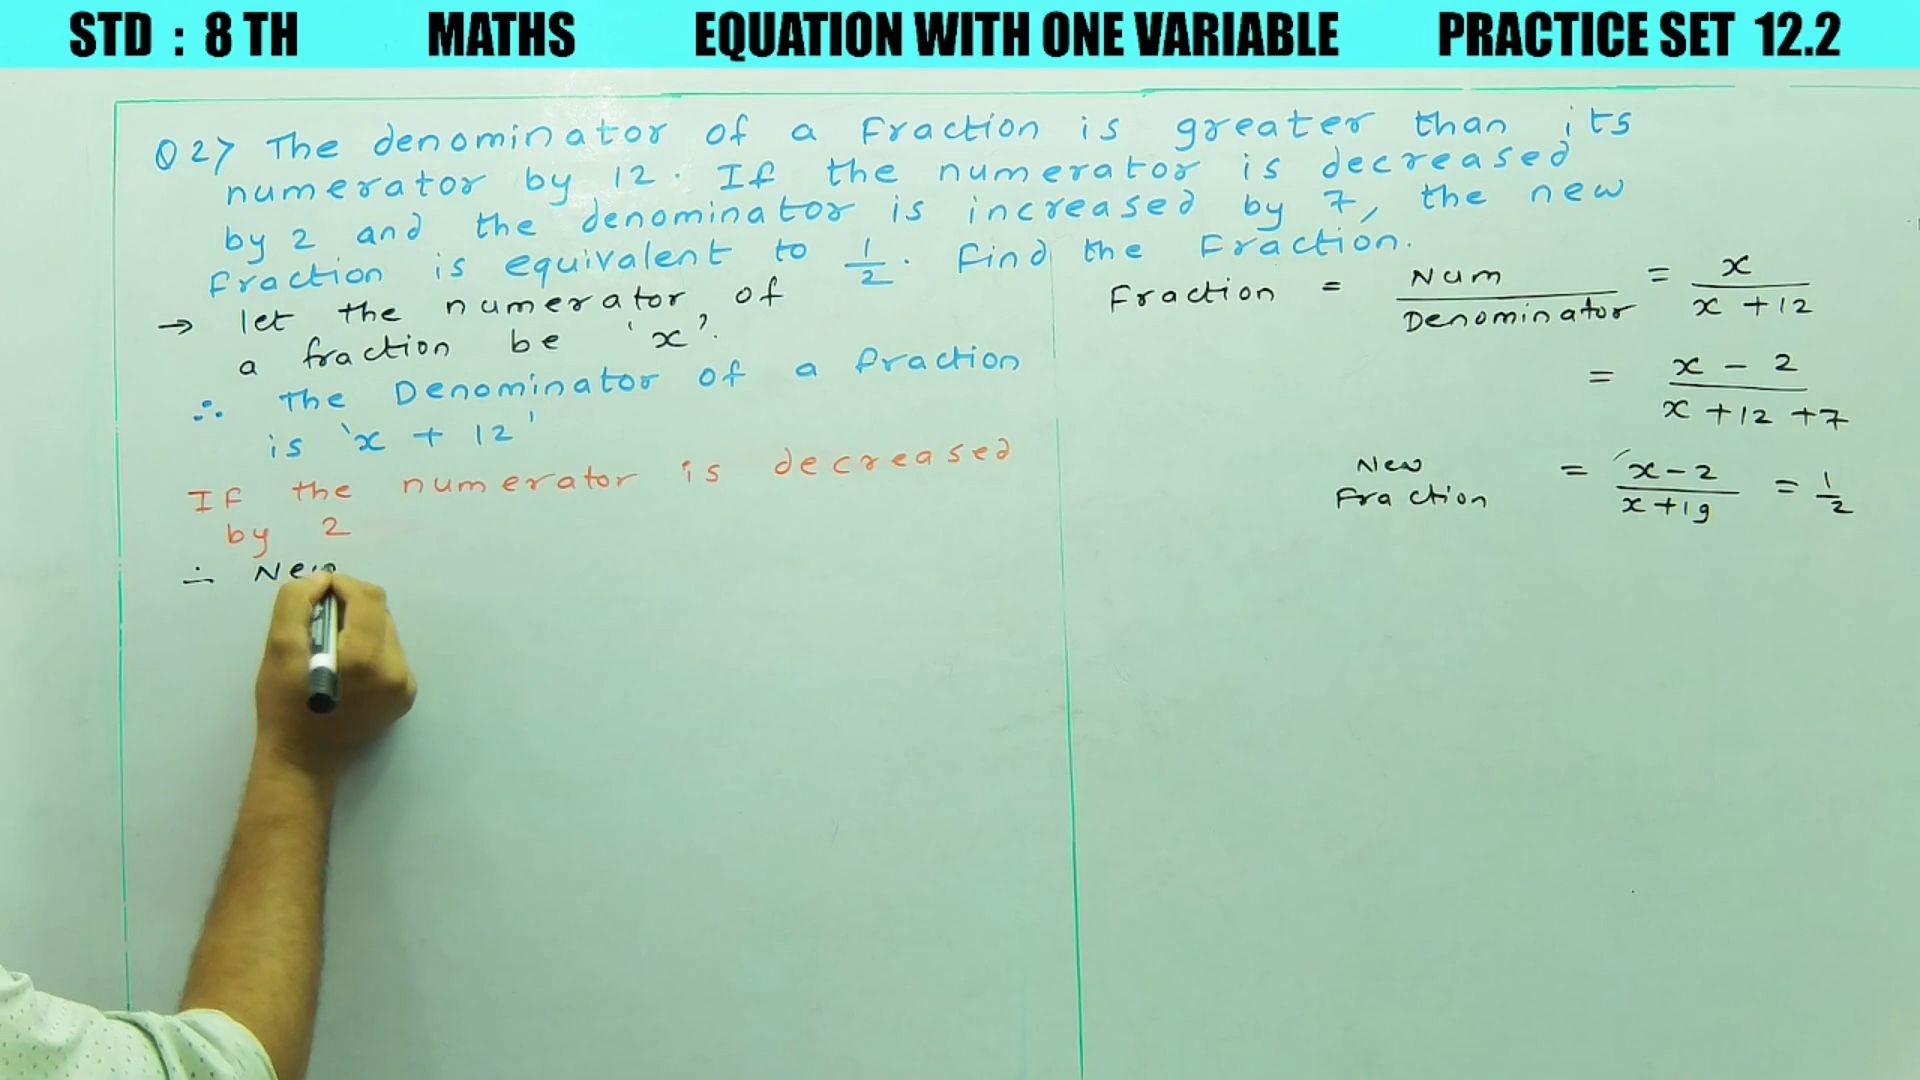 STD : 8 TH MATHS EQUATION WITH ONE VARIABLE PRACTICE SET 12.2
Q 2> The denominator of a fraction is greater than its
numerator by 12. If the numerator is decreased
by 2 and the denominator is increased by 7, the new
fraction is equivalent to 1/2. Find the Fraction.
→ let the numerator of
a fraction be 'x'.
∴ The Denominator of a fraction
is 'x + 12'
If the numerator is decreased
by 2
∴ New
Fraction = Num/Denominator = x/x +12
= x - 2/x +12 +7
New
Fraction = x-2/x+19 = 1/2